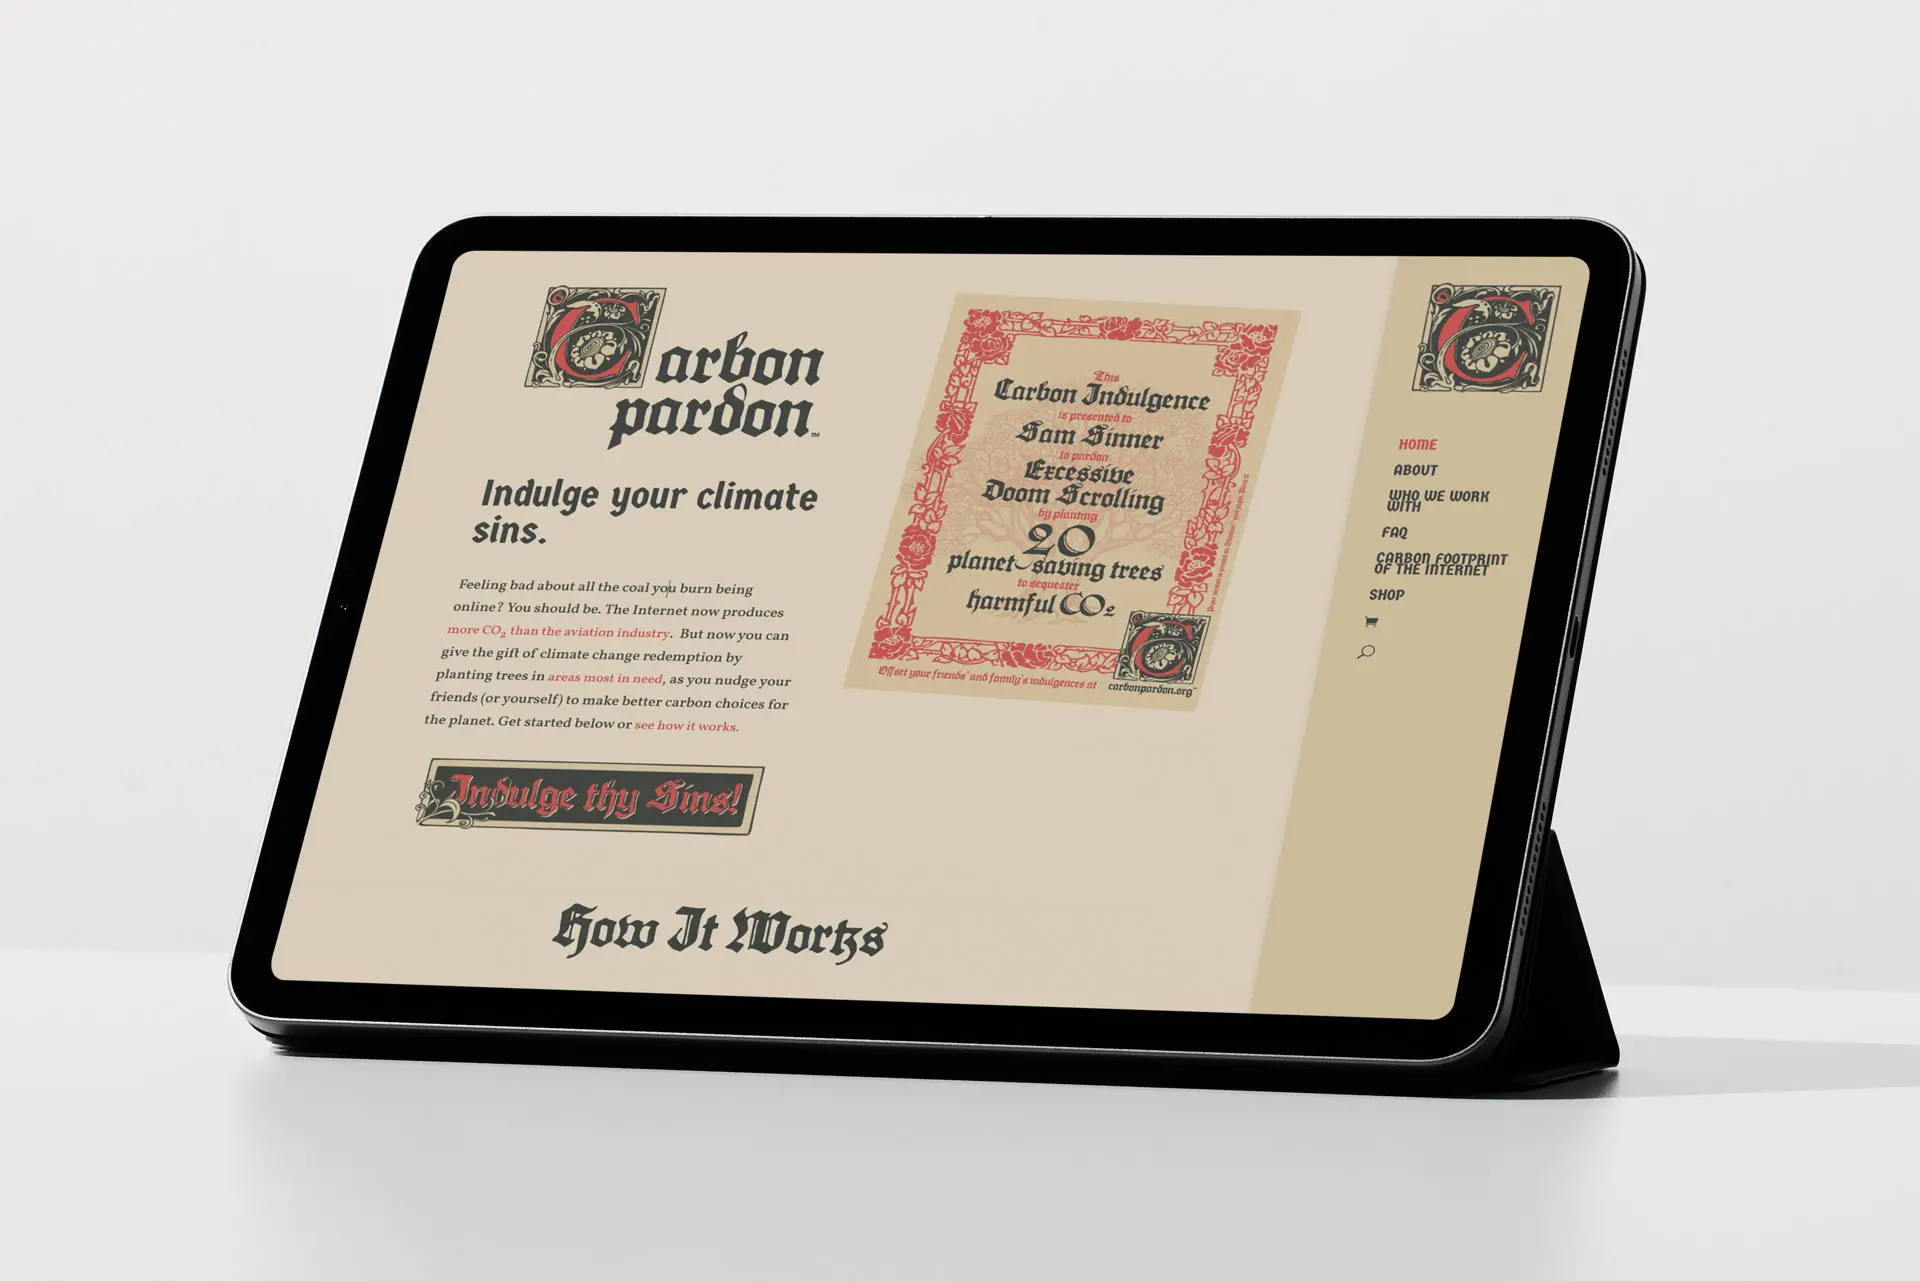 Carbon
pardon™
Indulge your climate
sins.
Feeling bad about all the coal you burn being
online? You should be. The Internet now produces
more CO₂ than the aviation industry. But now you can
give the gift of climate change redemption by
planting trees in areas most in need, as you nudge your
friends (or yourself) to make better carbon choices for
the planet. Get started below or see how it works.
Indulge thy Sins!
How It Works
This
Carbon Indulgence
is presented to
Sam Sinner
to pardon
Excessive
Doom Scrolling
by planting
20
planet-saving trees
to sequester
harmful CO₂
Offset your friends' and family's indulgences at
carbonpardon.org™
C
HOME
ABOUT
WHO WE WORK
WITH
FAQ
CARBON FOOTPRINT
OF THE INTERNET
SHOP